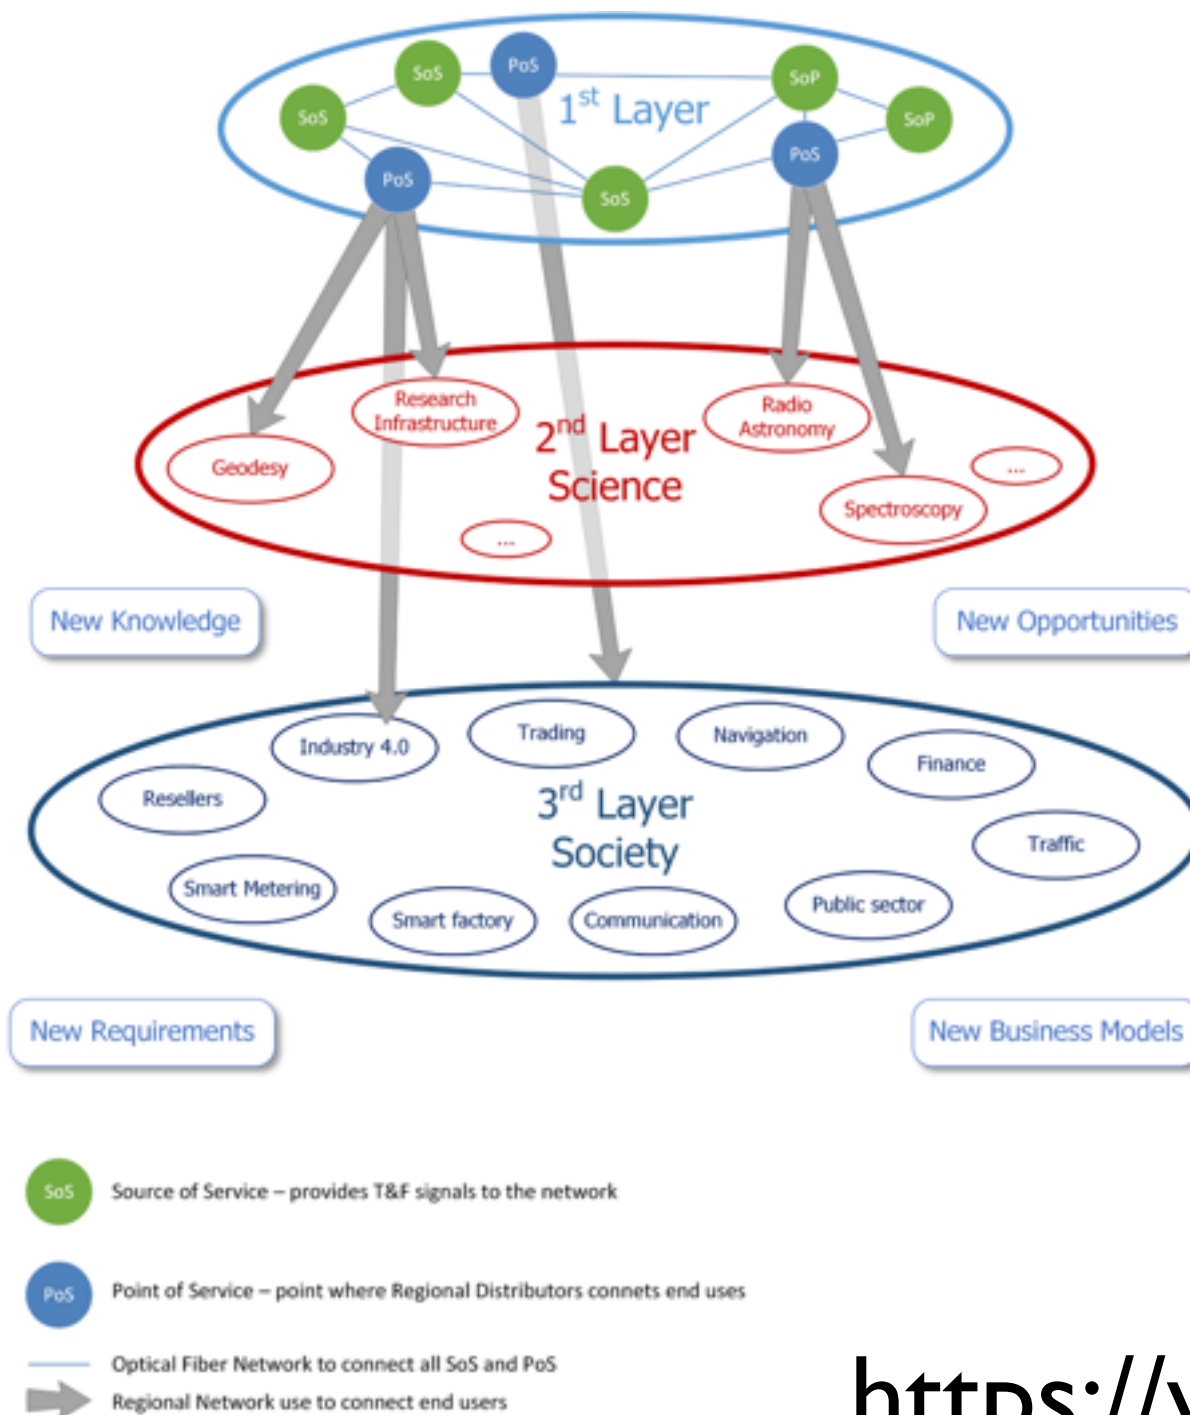 SoS
PoS
SoP
SoS
SoP
PoS
PoS
SoS
1st Layer
Research
Infrastructure
Radio
Astronomy
Geodesy
2nd Layer
Science
...
Spectroscopy
...
New Knowledge
New Opportunities
Industry 4.0
Trading
Navigation
Finance
Resellers
3rd Layer
Society
Traffic
Smart Metering
Smart factory
Communication
Public sector
New Requirements
New Business Models
SoS Source of Service – provides T&F signals to the network
PoS Point of Service – point where Regional Distributors connets end uses
Optical Fiber Network to connect all SoS and PoS
Regional Network use to connect end users
https://